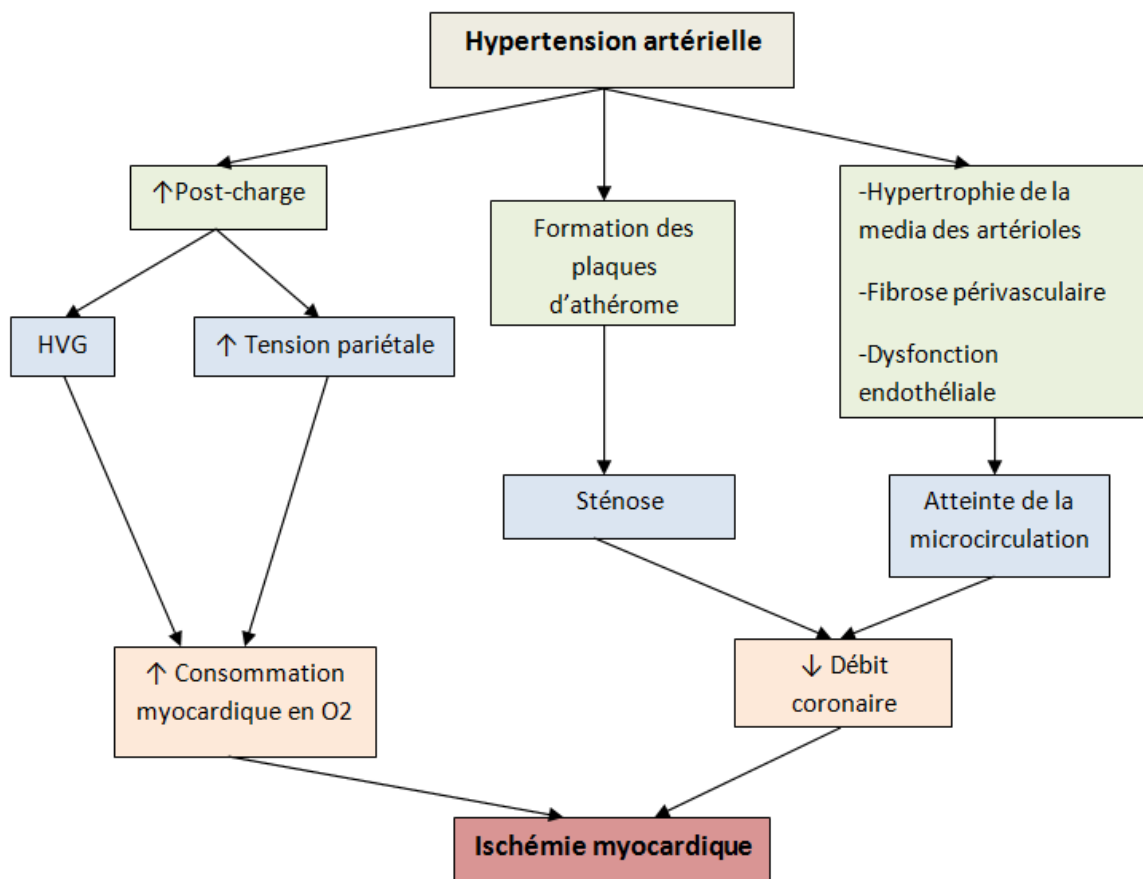 Hypertension artérielle
↑Post-charge
Formation des
plaques
d’athérome
-Hypertrophie de la
media des artérioles
-Fibrose périvasculaire
-Dysfonction
endothéliale
HVG
↑ Tension pariétale
Sténose
Atteinte de la
microcirculation
↑ Consommation
myocardique en O2
↓ Débit
coronaire
Ischémie myocardique